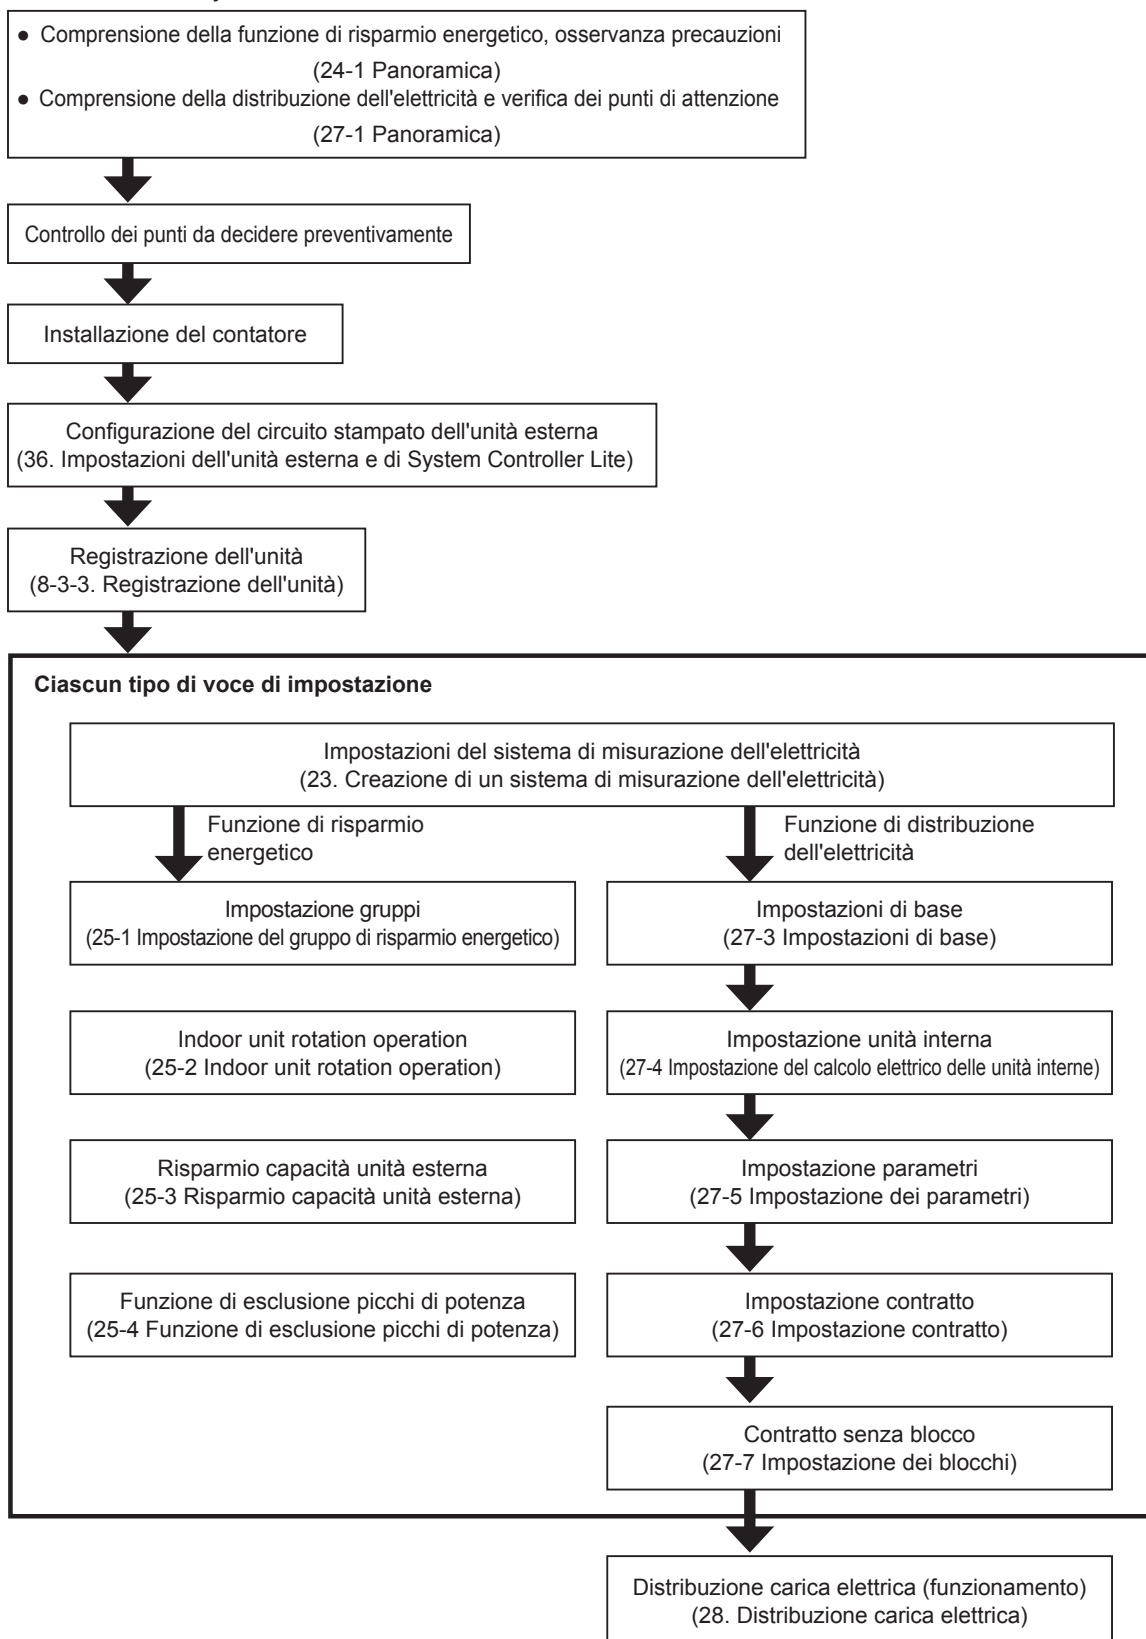 ● Comprensione della funzione di risparmio energetico, osservanza precauzioni
(24-1 Panoramica)
● Comprensione della distribuzione dell'elettricità e verifica dei punti di attenzione
(27-1 Panoramica)
Controllo dei punti da decidere preventivamente
Installazione del contatore
Configurazione del circuito stampato dell'unità esterna
(36. Impostazioni dell'unità esterna e di System Controller Lite)
Registrazione dell'unità
(8-3-3. Registrazione dell'unità)
Ciascun tipo di voce di impostazione
Impostazioni del sistema di misurazione dell'elettricità
(23. Creazione di un sistema di misurazione dell'elettricità)
Funzione di risparmio
energetico
Funzione di distribuzione
dell'elettricità
Impostazione gruppi
(25-1 Impostazione del gruppo di risparmio energetico)
Impostazioni di base
(27-3 Impostazioni di base)
Indoor unit rotation operation
(25-2 Indoor unit rotation operation)
Impostazione unità interna
(27-4 Impostazione del calcolo elettrico delle unità interne)
Risparmio capacità unità esterna
(25-3 Risparmio capacità unità esterna)
Impostazione parametri
(27-5 Impostazione dei parametri)
Funzione di esclusione picchi di potenza
(25-4 Funzione di esclusione picchi di potenza)
Impostazione contratto
(27-6 Impostazione contratto)
Contratto senza blocco
(27-7 Impostazione dei blocchi)
Distribuzione carica elettrica (funzionamento)
(28. Distribuzione carica elettrica)